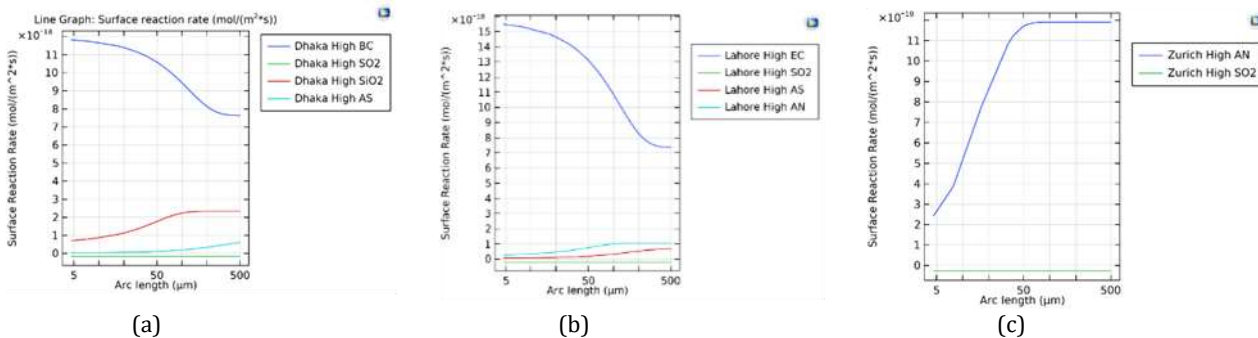 Line Graph: Surface reaction rate (mol/(m²*s))
×10⁻¹⁸
Surface Reaction Rate (mol/(m^2*s))
11
10
9
8
7
6
5
4
3
2
1
0
5
50
500
Arc length (μm)
Dhaka High BC
Dhaka High SO2
Dhaka High SiO2
Dhaka High AS
(a)
Surface Reaction Rate (mol/(m^2*s))
15
14
13
12
11
10
9
8
7
6
5
4
3
2
1
0
5
50
500
Arc length (μm)
Lahore High EC
Lahore High SO2
Lahore High AS
Lahore High AN
(b)
Surface Reaction Rate (mol/(m^2*s))
11
10
9
8
7
6
5
4
3
2
1
0
5
50
500
Arc length (μm)
Zurich High AN
Zurich High SO2
(c)